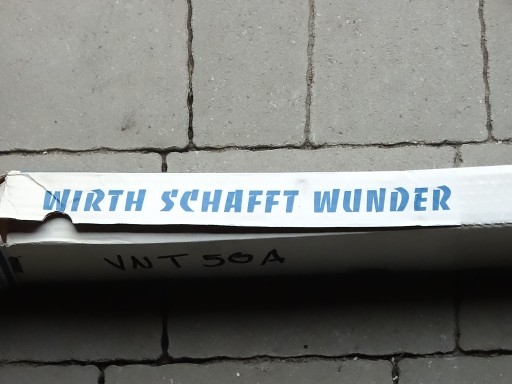 WIRTH SCHAFFT WUNDER
VNT 50A